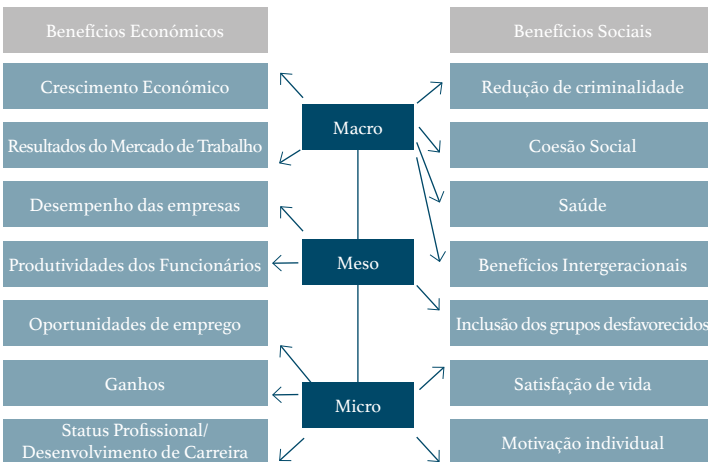 Benefícios Económicos
Benefícios Sociais
Crescimento Económico
Redução de criminalidade
Macro
Resultados do Mercado de Trabalho
Coesão Social
Desempenho das empresas
Saúde
Produtividades dos Funcionários
Meso
Benefícios Intergeracionais
Oportunidades de emprego
Inclusão dos grupos desfavorecidos
Ganhos
Satisfação de vida
Micro
Status Profissional/
Desenvolvimento de Carreira
Motivação individual